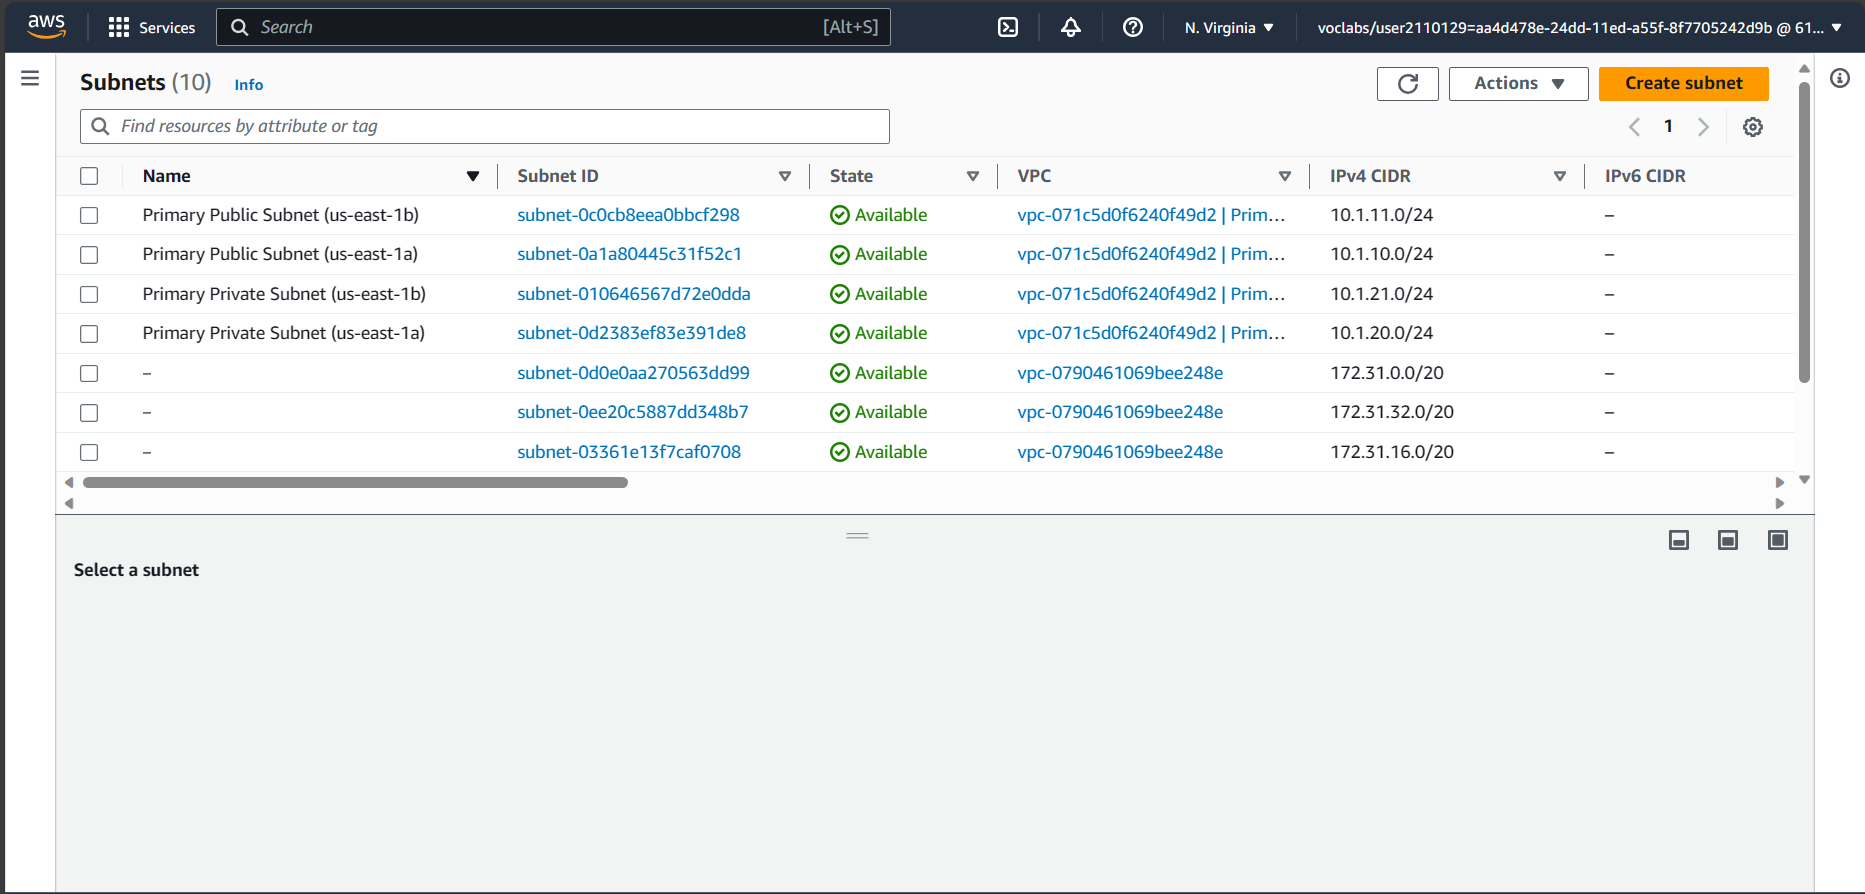 aws Services Search [Alt+S] N. Virginia voclabs/user2110129=aa4d478e-24dd-11ed-a55f-8f7705242d9b @ 61...
Subnets (10) Info Actions Create subnet
Find resources by attribute or tag 1
Name Subnet ID State VPC IPv4 CIDR IPv6 CIDR
Primary Public Subnet (us-east-1b) subnet-0c0cb8eea0bbcf298 Available vpc-071c5d0f6240f49d2 | Prim... 10.1.11.0/24 –
Primary Public Subnet (us-east-1a) subnet-0a1a80445c31f52c1 Available vpc-071c5d0f6240f49d2 | Prim... 10.1.10.0/24 –
Primary Private Subnet (us-east-1b) subnet-010646567d72e0dda Available vpc-071c5d0f6240f49d2 | Prim... 10.1.21.0/24 –
Primary Private Subnet (us-east-1a) subnet-0d2383ef83e391de8 Available vpc-071c5d0f6240f49d2 | Prim... 10.1.20.0/24 –
– subnet-0d0e0aa270563dd99 Available vpc-0790461069bee248e 172.31.0.0/20 –
– subnet-0ee20c5887dd348b7 Available vpc-0790461069bee248e 172.31.32.0/20 –
– subnet-03361e13f7caf0708 Available vpc-0790461069bee248e 172.31.16.0/20 –
Select a subnet